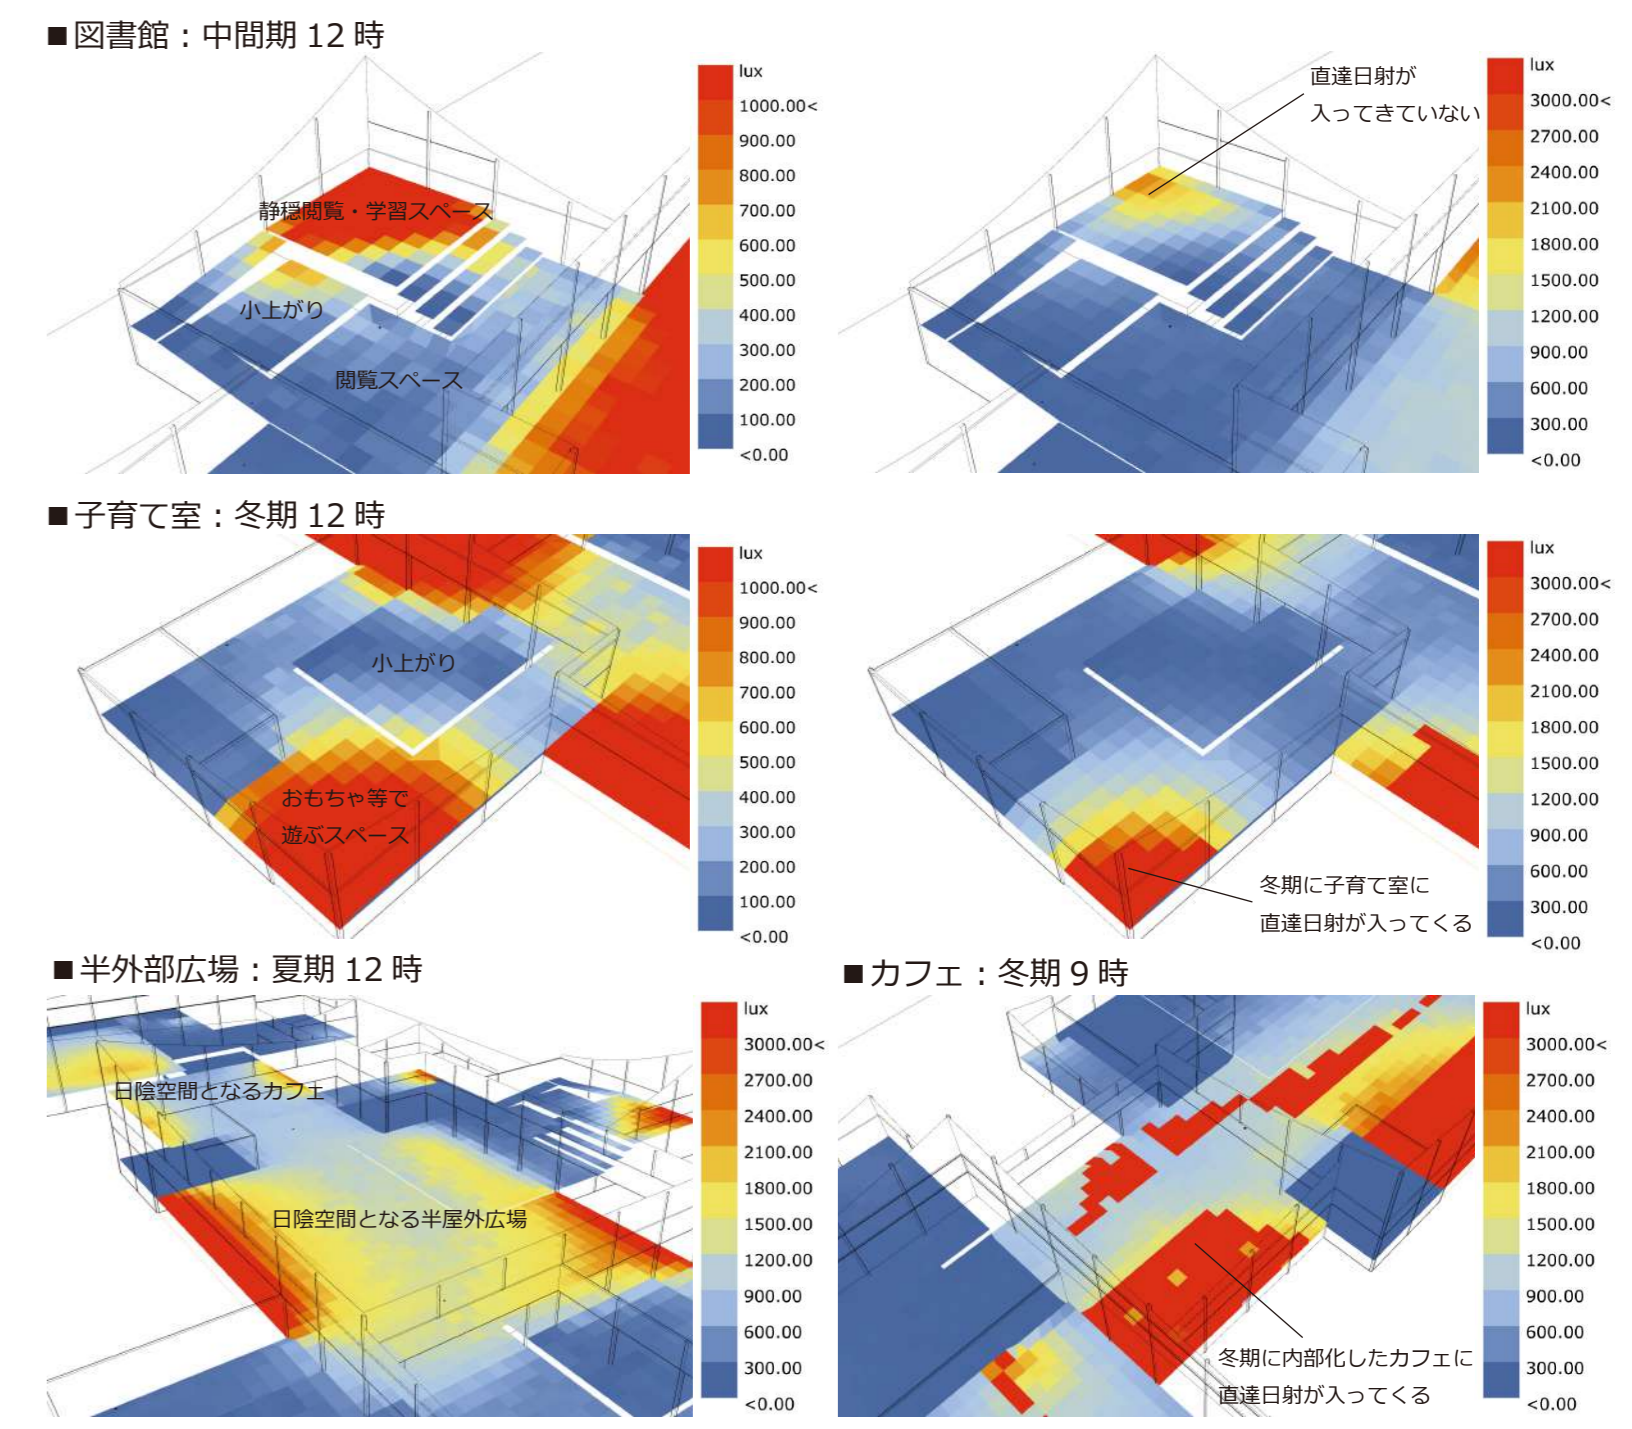 ■図書館：中間期 12 時
lux
1000.00<
900.00
800.00
700.00
600.00
500.00
400.00
300.00
200.00
100.00
<0.00
静穏閲覧・学習スペース
小上がり
閲覧スペース
直達日射が
入ってきていない
lux
3000.00<
2700.00
2400.00
2100.00
1800.00
1500.00
1200.00
900.00
600.00
300.00
<0.00
■子育て室：冬期 12 時
小上がり
おもちゃ等で
遊ぶスペース
lux
1000.00<
900.00
800.00
700.00
600.00
500.00
400.00
300.00
200.00
100.00
<0.00
冬期に子育て室に
直達日射が入ってくる
lux
3000.00<
2700.00
2400.00
2100.00
1800.00
1500.00
1200.00
900.00
600.00
300.00
<0.00
■半外部広場：夏期 12 時
日陰空間となるカフェ
日陰空間となる半屋外広場
lux
3000.00<
2700.00
2400.00
2100.00
1800.00
1500.00
1200.00
900.00
600.00
300.00
<0.00
■カフェ：冬期 9 時
冬期に内部化したカフェに
直達日射が入ってくる
lux
3000.00<
2700.00
2400.00
2100.00
1800.00
1500.00
1200.00
900.00
600.00
300.00
<0.00